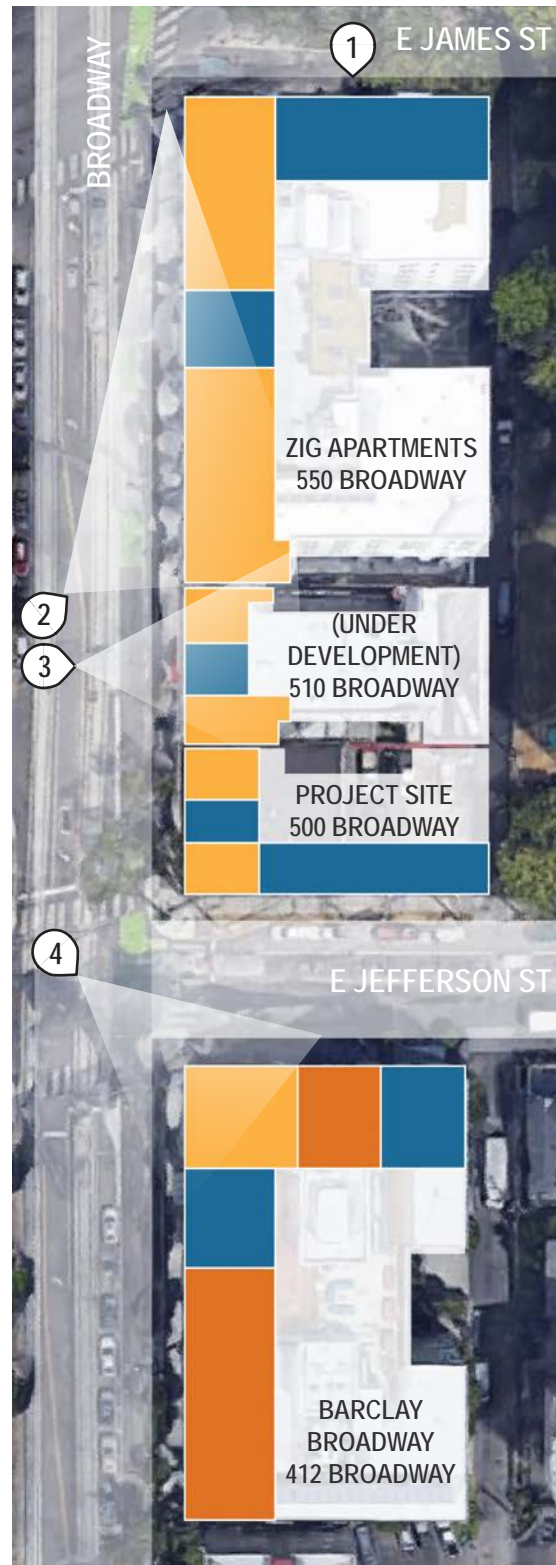 1
E JAMES ST
BROADWAY
ZIG APARTMENTS
550 BROADWAY
2
3
(UNDER
DEVELOPMENT)
510 BROADWAY
PROJECT SITE
500 BROADWAY
4
E JEFFERSON ST
BARCLAY
BROADWAY
412 BROADWAY